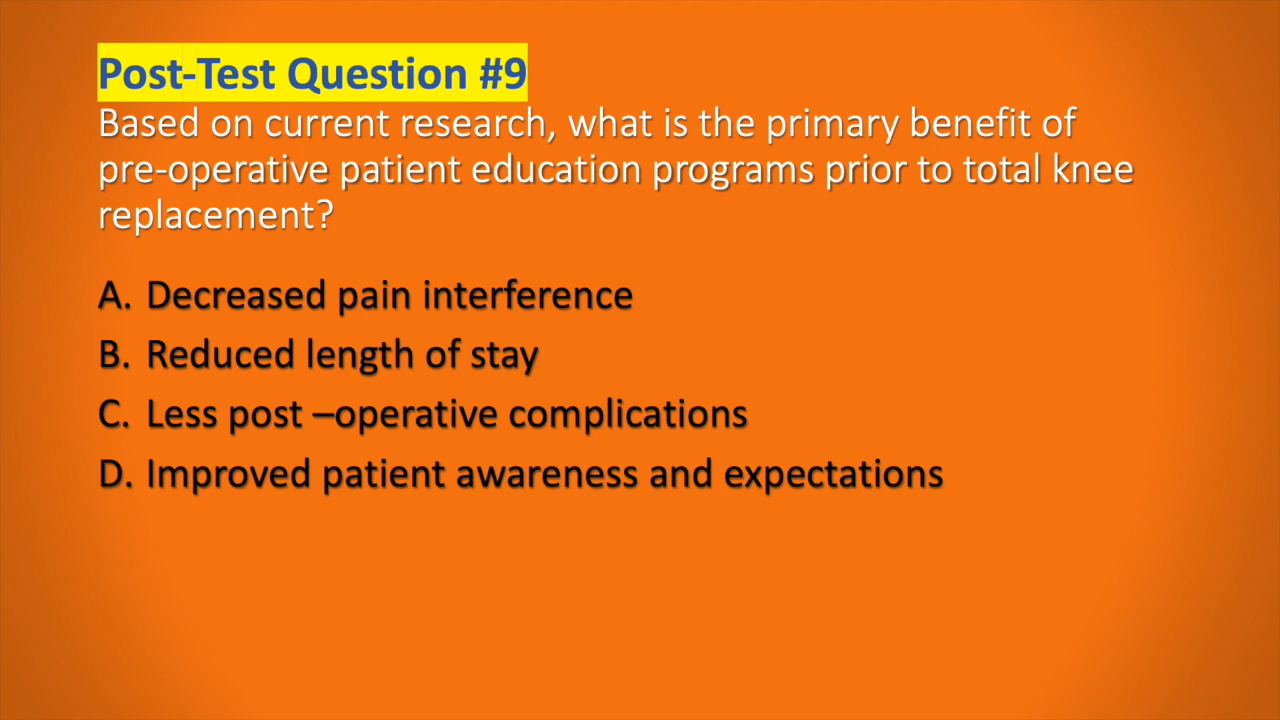 Post-Test Question #9
Based on current research, what is the primary benefit of
pre-operative patient education programs prior to total knee
replacement?
A. Decreased pain interference
B. Reduced length of stay
C. Less post –operative complications
D. Improved patient awareness and expectations